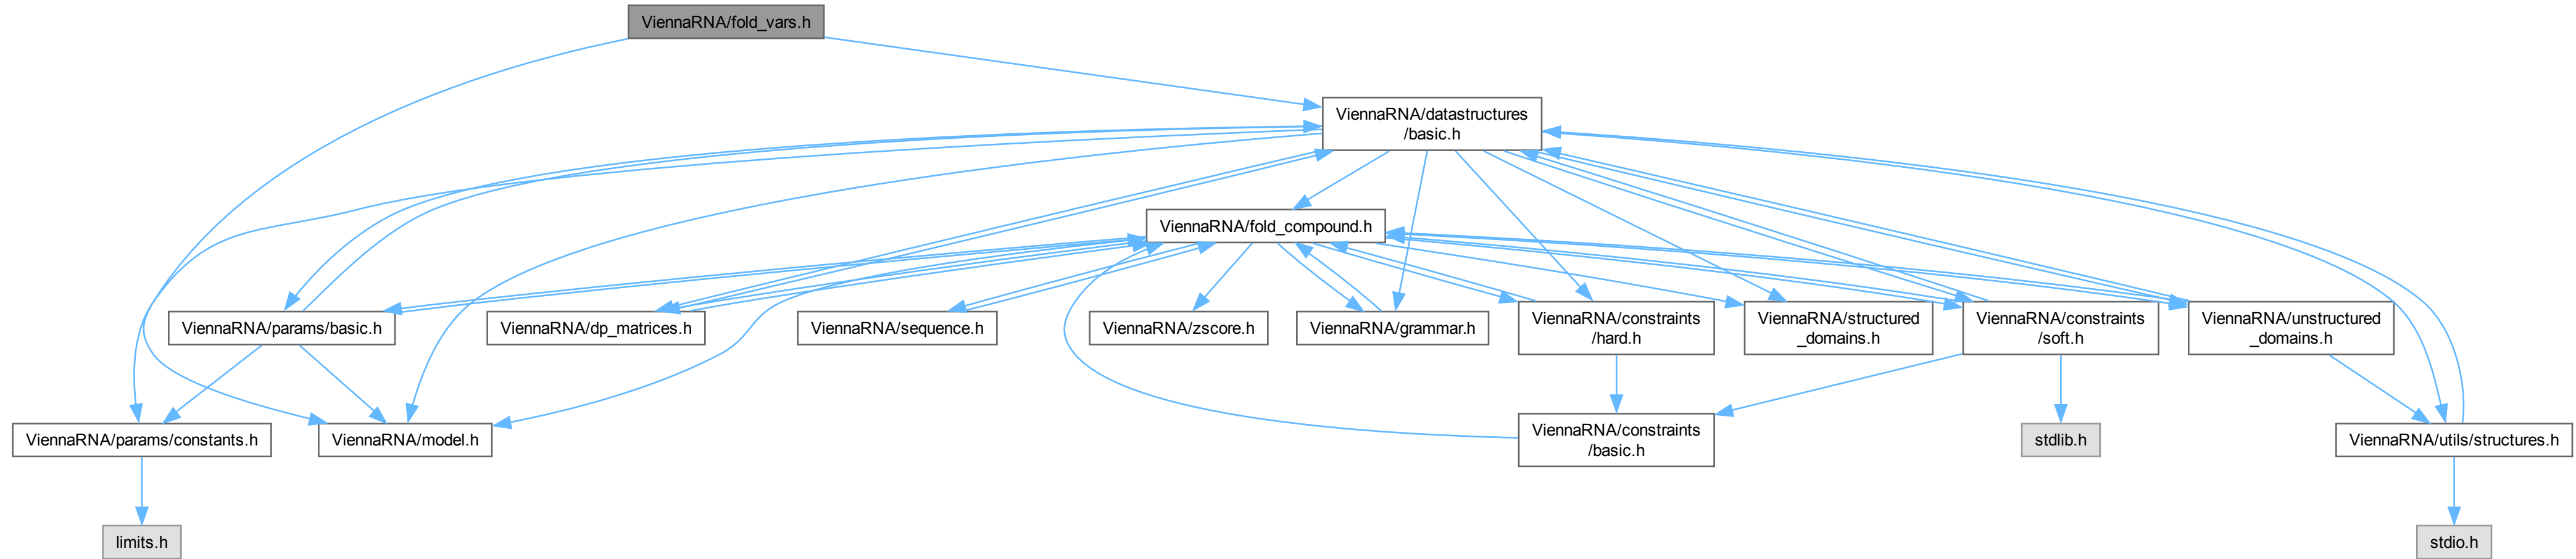 ViennaRNA/fold_vars.h
ViennaRNA/datastructures
/basic.h
ViennaRNA/fold_compound.h
ViennaRNA/params/basic.h
ViennaRNA/dp_matrices.h
ViennaRNA/sequence.h
ViennaRNA/zscore.h
ViennaRNA/grammar.h
ViennaRNA/constraints
/hard.h
ViennaRNA/structured
_domains.h
ViennaRNA/constraints
/soft.h
ViennaRNA/unstructured
_domains.h
ViennaRNA/params/constants.h
ViennaRNA/model.h
ViennaRNA/constraints
/basic.h
stdlib.h
ViennaRNA/utils/structures.h
limits.h
stdio.h